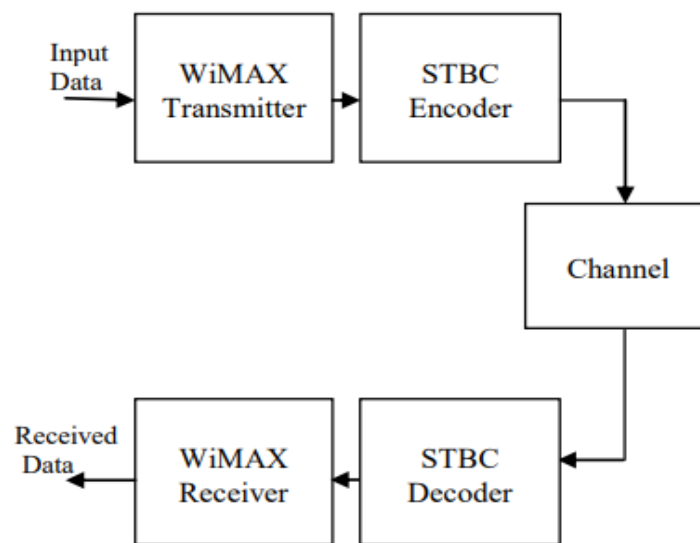 Input
Data
WiMAX
Transmitter
STBC
Encoder
Channel
STBC
Decoder
WiMAX
Receiver
Received
Data